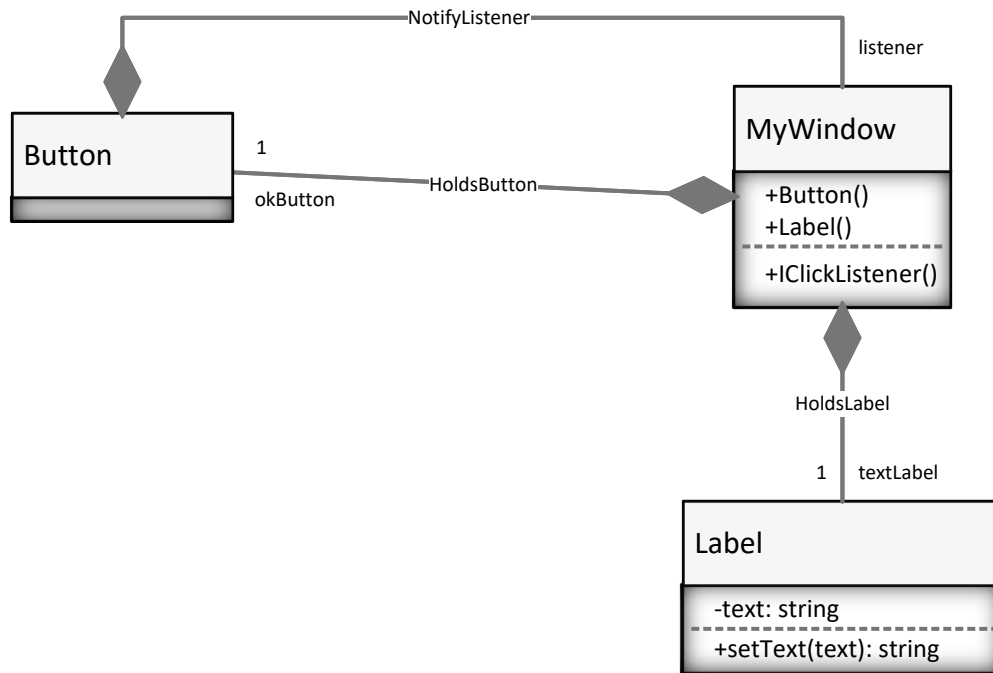 NotifyListener
listener
Button
1
okButton
HoldsButton
MyWindow
+Button()
+Label()
+IClickListener()
HoldsLabel
1 textLabel
Label
-text: string
+setText(text): string